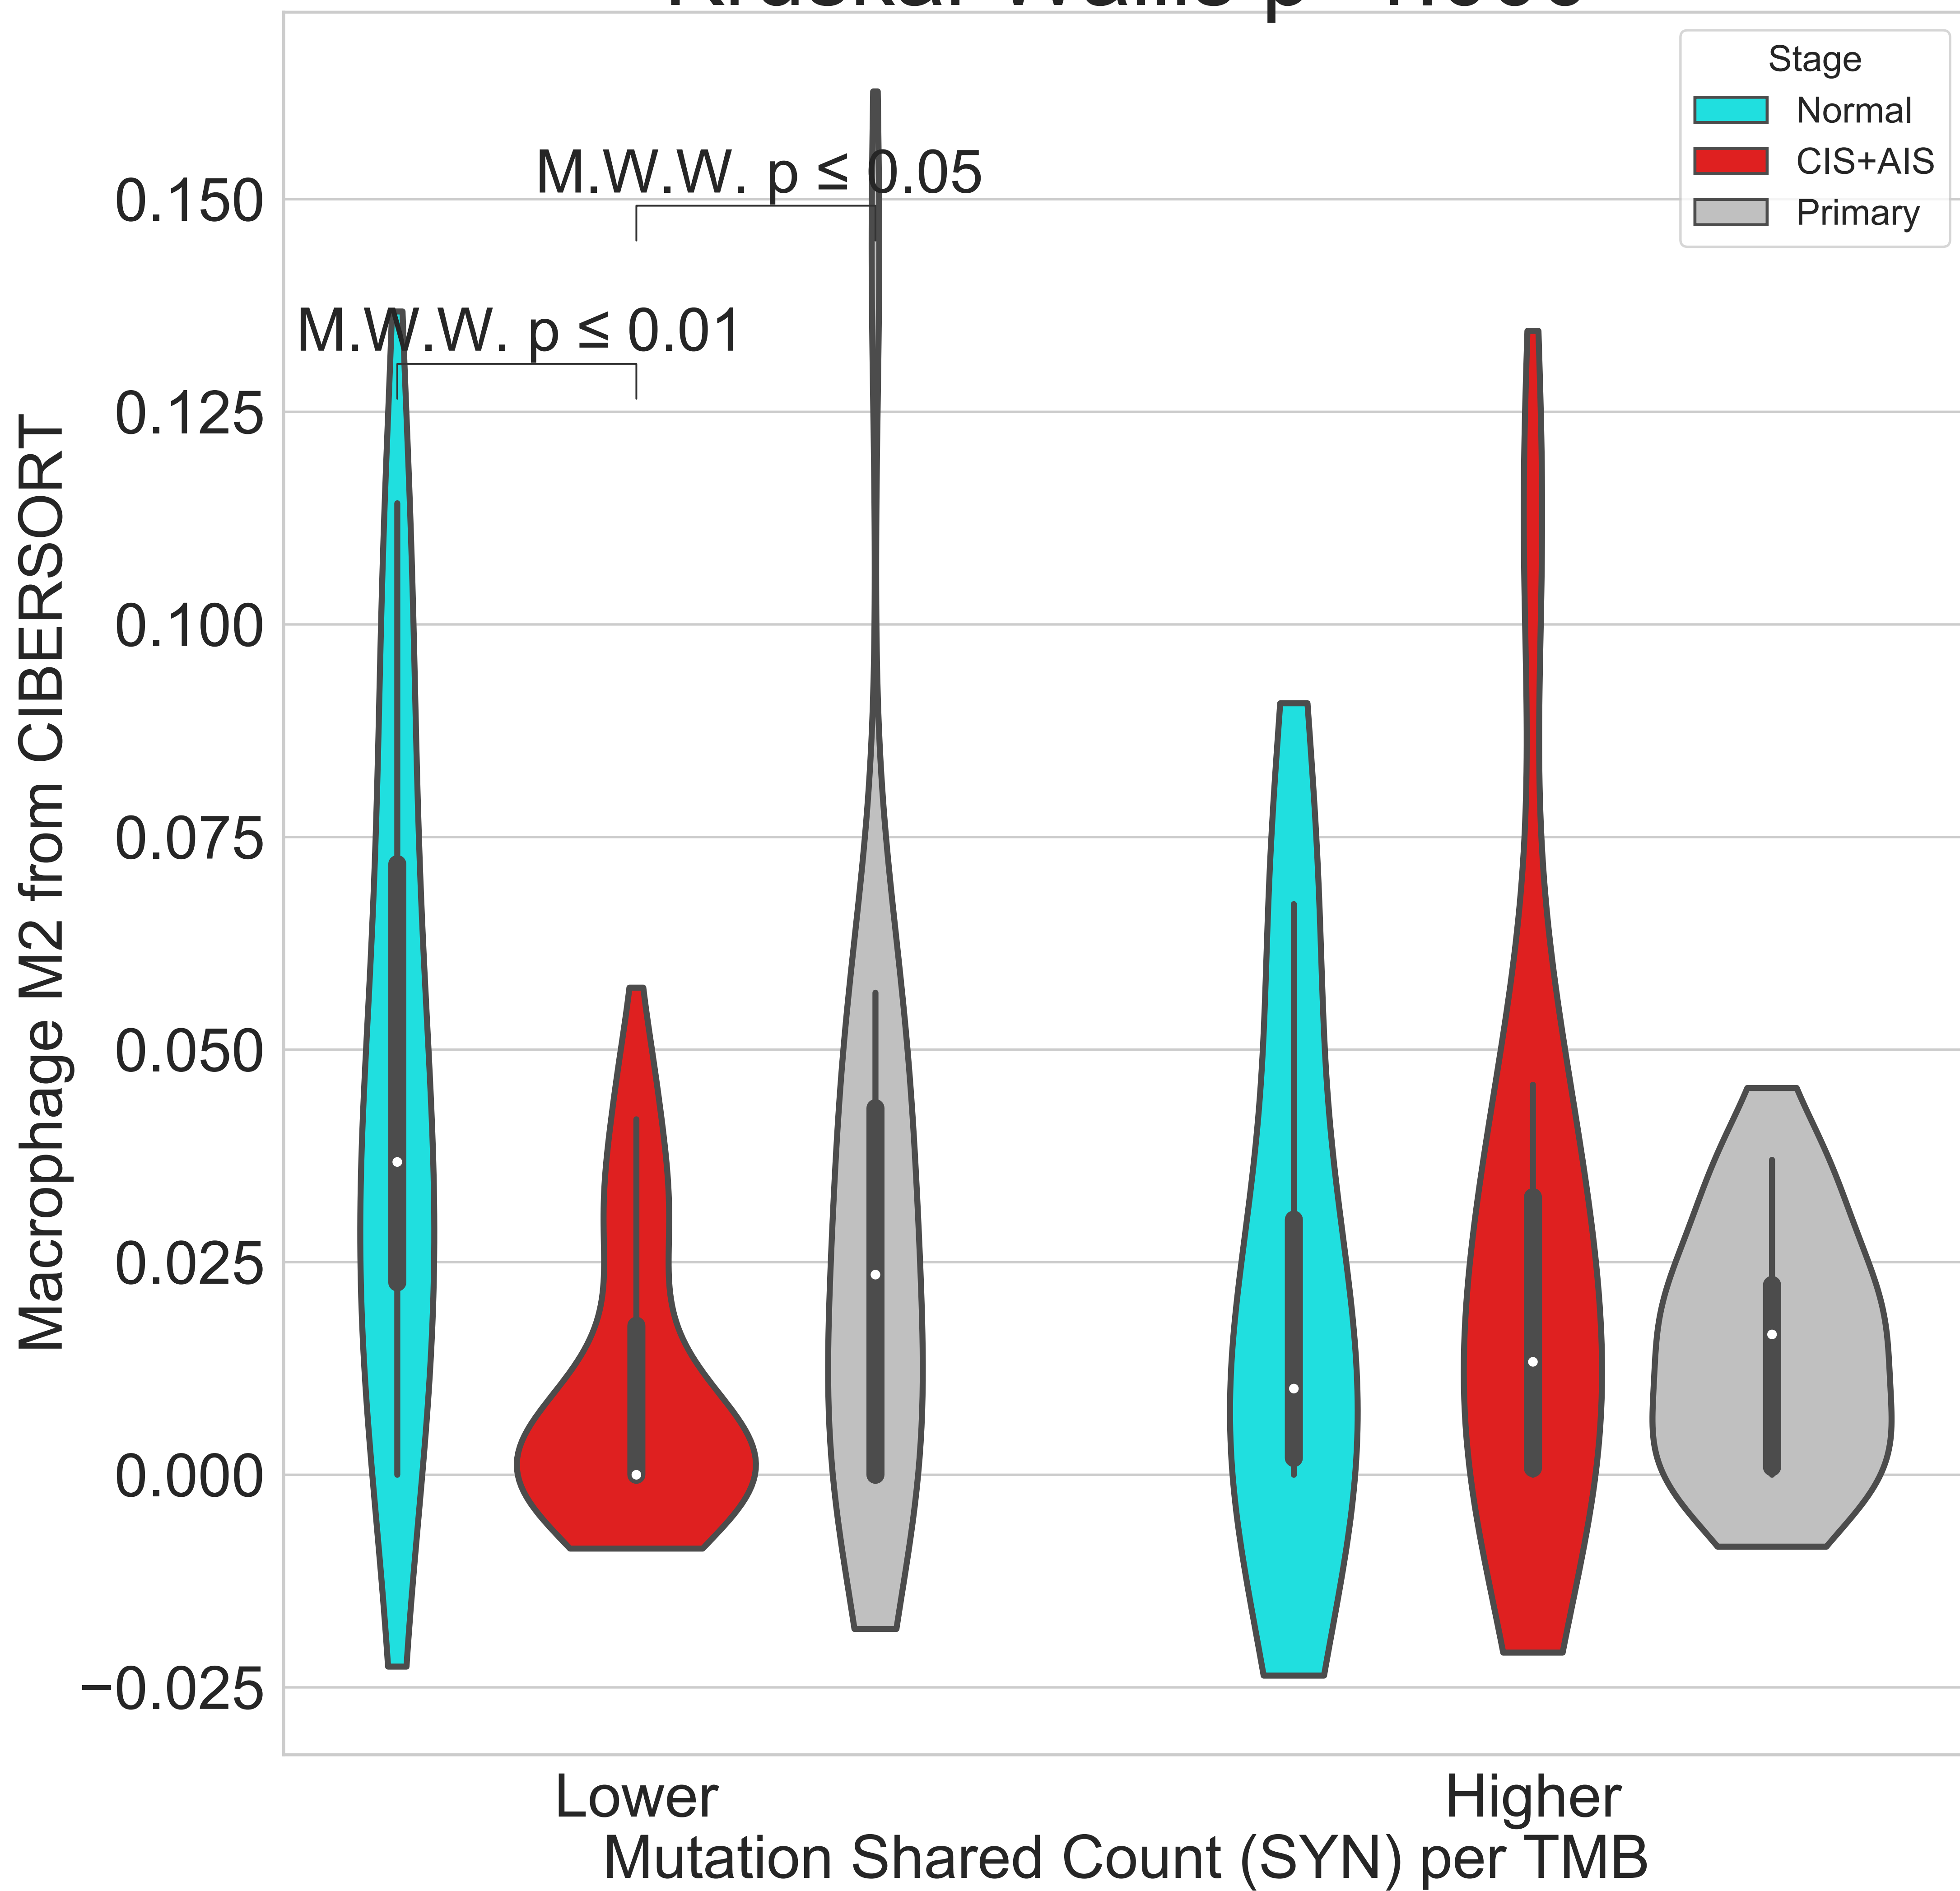 Stage
Normal
CIS+AIS
Primary
M.W.W. p ≤ 0.05
M.W.W. p ≤ 0.01
0.150
0.125
0.100
0.075
0.050
0.025
0.000
−0.025
Macrophage M2 from CIBERSORT
Lower
Higher
Mutation Shared Count (SYN) per TMB